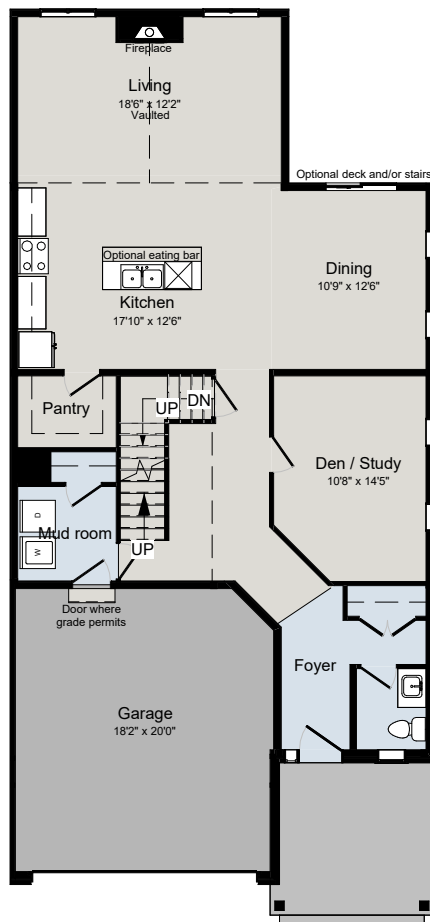 Fireplace
Living
18'6" x 12'2"
Vaulted
Optional deck and/or stairs
Optional eating bar
Dining
10'9" x 12'6"
Kitchen
17'10" x 12'6"
Pantry
UP
DN
Den / Study
10'8" x 14'5"
D
Mud room
W
UP
Door where
grade permits
Foyer
Garage
18'2" x 20'0"